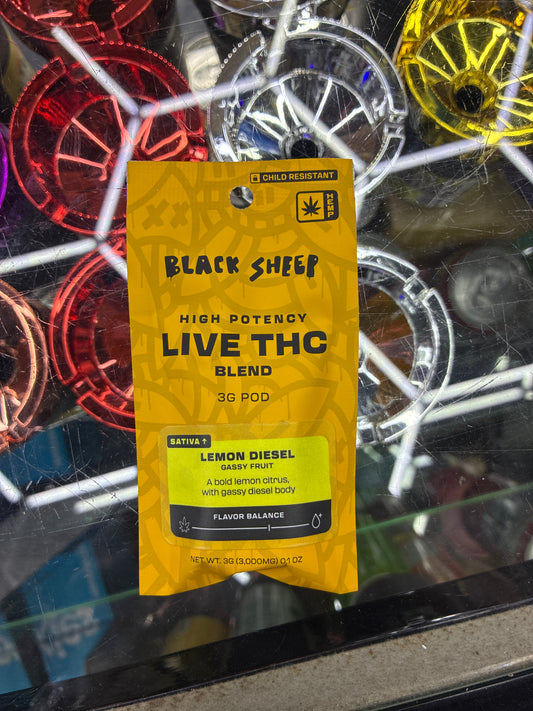 CHILD RESISTANT
HEMP
BLACK SHEEP
HIGH POTENCY
LIVE THC
BLEND
3G POD
SATIVA ↑
LEMON DIESEL
GASSY FRUIT
A bold lemon citrus,
with gassy diesel body
FLAVOR BALANCE
NET WT. 3G (3,000MG) 0.1 OZ